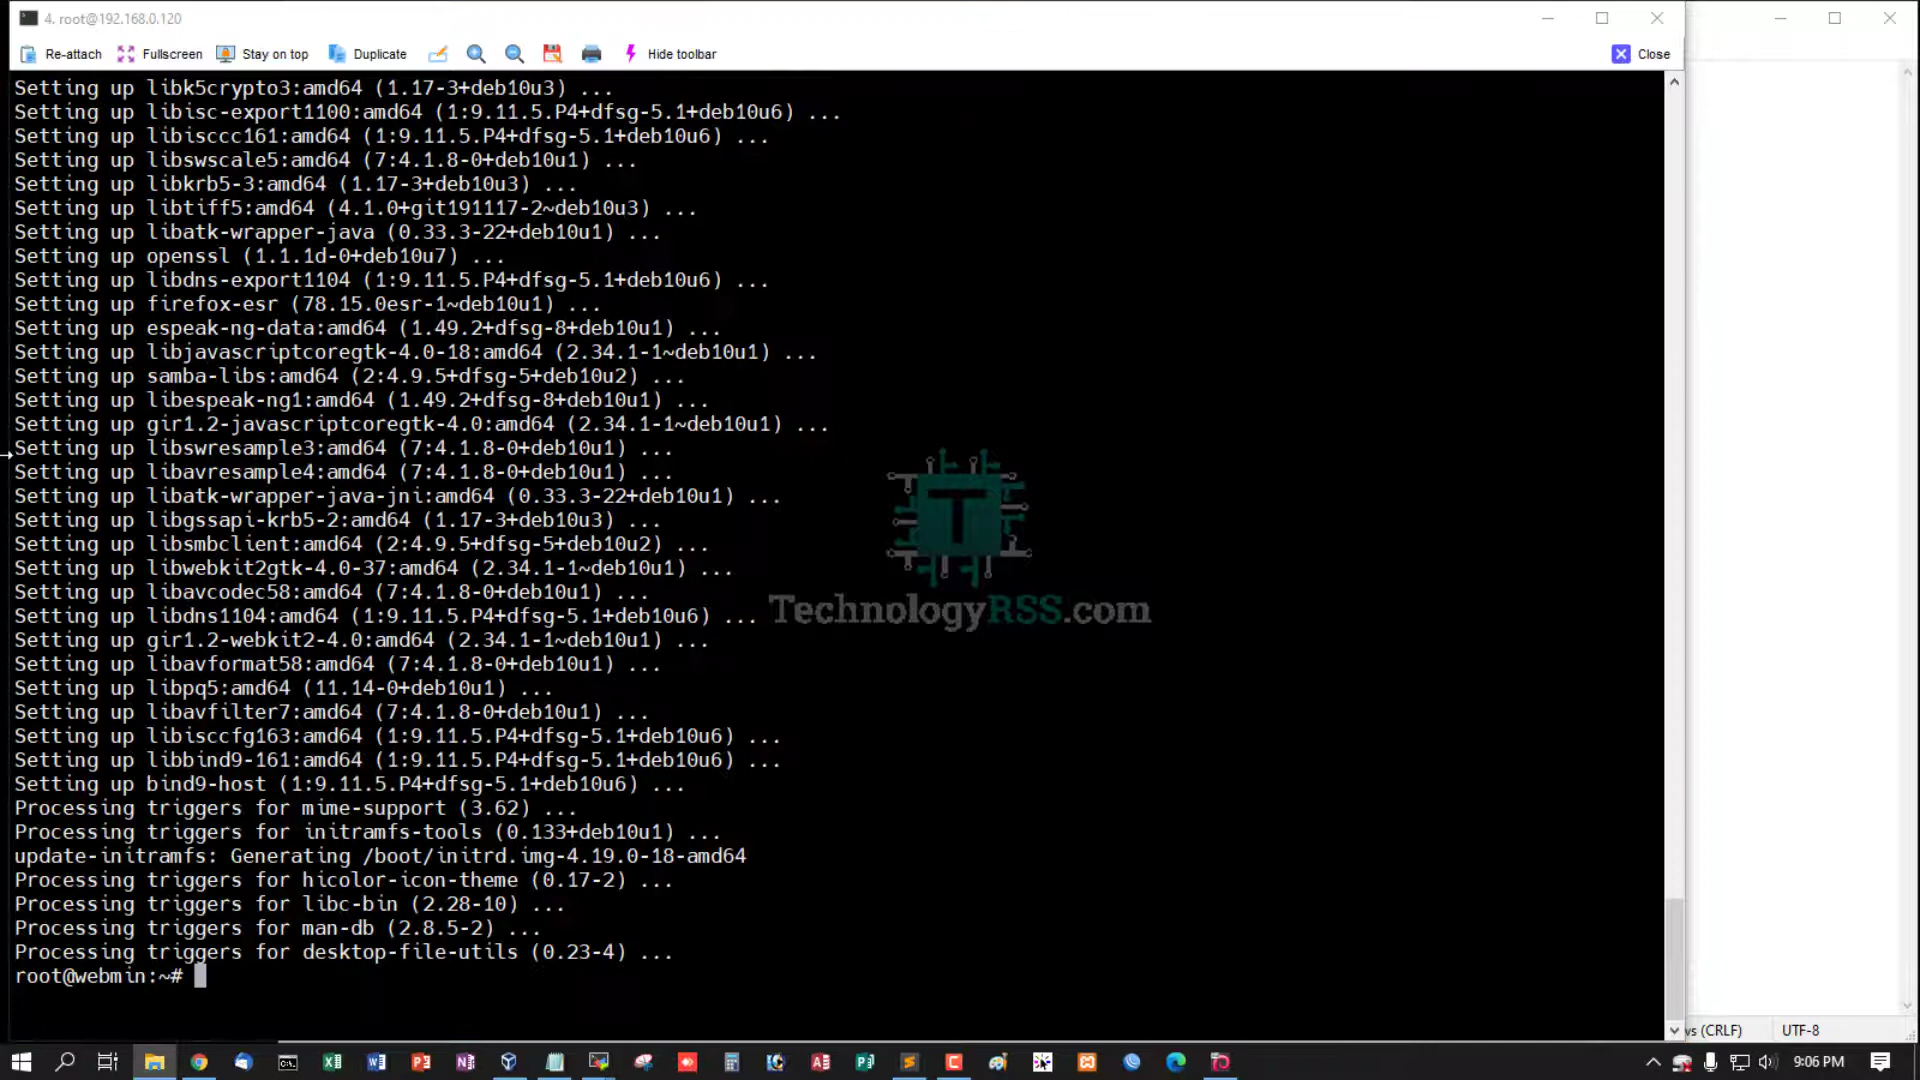 4. root@192.168.0.120
Re-attach Fullscreen Stay on top Duplicate Hide toolbar Close
Setting up libk5crypto3:amd64 (1.17-3+deb10u3) ...
Setting up libisc-export1100:amd64 (1:9.11.5.P4+dfsg-5.1+deb10u6) ...
Setting up libisccc161:amd64 (1:9.11.5.P4+dfsg-5.1+deb10u6) ...
Setting up libswscale5:amd64 (7:4.1.8-0+deb10u1) ...
Setting up libkrb5-3:amd64 (1.17-3+deb10u3) ...
Setting up libtiff5:amd64 (4.1.0+git191117-2~deb10u3) ...
Setting up libatk-wrapper-java (0.33.3-22+deb10u1) ...
Setting up openssl (1.1.1d-0+deb10u7) ...
Setting up libdns-export1104 (1:9.11.5.P4+dfsg-5.1+deb10u6) ...
Setting up firefox-esr (78.15.0esr-1~deb10u1) ...
Setting up espeak-ng-data:amd64 (1.49.2+dfsg-8+deb10u1) ...
Setting up libjavascriptcoregtk-4.0-18:amd64 (2.34.1-1~deb10u1) ...
Setting up samba-libs:amd64 (2:4.9.5+dfsg-5+deb10u2) ...
Setting up libespeak-ng1:amd64 (1.49.2+dfsg-8+deb10u1) ...
Setting up gir1.2-javascriptcoregtk-4.0:amd64 (2.34.1-1~deb10u1) ...
Setting up libswresample3:amd64 (7:4.1.8-0+deb10u1) ...
Setting up libavresample4:amd64 (7:4.1.8-0+deb10u1) ...
Setting up libatk-wrapper-java-jni:amd64 (0.33.3-22+deb10u1) ...
Setting up libgssapi-krb5-2:amd64 (1.17-3+deb10u3) ...
Setting up libsmbclient:amd64 (2:4.9.5+dfsg-5+deb10u2) ...
Setting up libwebkit2gtk-4.0-37:amd64 (2.34.1-1~deb10u1) ...
Setting up libavcodec58:amd64 (7:4.1.8-0+deb10u1) ...
Setting up libdns1104:amd64 (1:9.11.5.P4+dfsg-5.1+deb10u6) ...
TechnologyRSS.com
Setting up gir1.2-webkit2-4.0:amd64 (2.34.1-1~deb10u1) ...
Setting up libavformat58:amd64 (7:4.1.8-0+deb10u1) ...
Setting up libpq5:amd64 (11.14-0+deb10u1) ...
Setting up libavfilter7:amd64 (7:4.1.8-0+deb10u1) ...
Setting up libisccfg163:amd64 (1:9.11.5.P4+dfsg-5.1+deb10u6) ...
Setting up libbind9-161:amd64 (1:9.11.5.P4+dfsg-5.1+deb10u6) ...
Setting up bind9-host (1:9.11.5.P4+dfsg-5.1+deb10u6) ...
Processing triggers for mime-support (3.62) ...
Processing triggers for initramfs-tools (0.133+deb10u1) ...
update-initramfs: Generating /boot/initrd.img-4.19.0-18-amd64
Processing triggers for hicolor-icon-theme (0.17-2) ...
Processing triggers for libc-bin (2.28-10) ...
Processing triggers for man-db (2.8.5-2) ...
Processing triggers for desktop-file-utils (0.23-4) ...
root@webmin:~#
vs (CRLF) UTF-8
9:06 PM